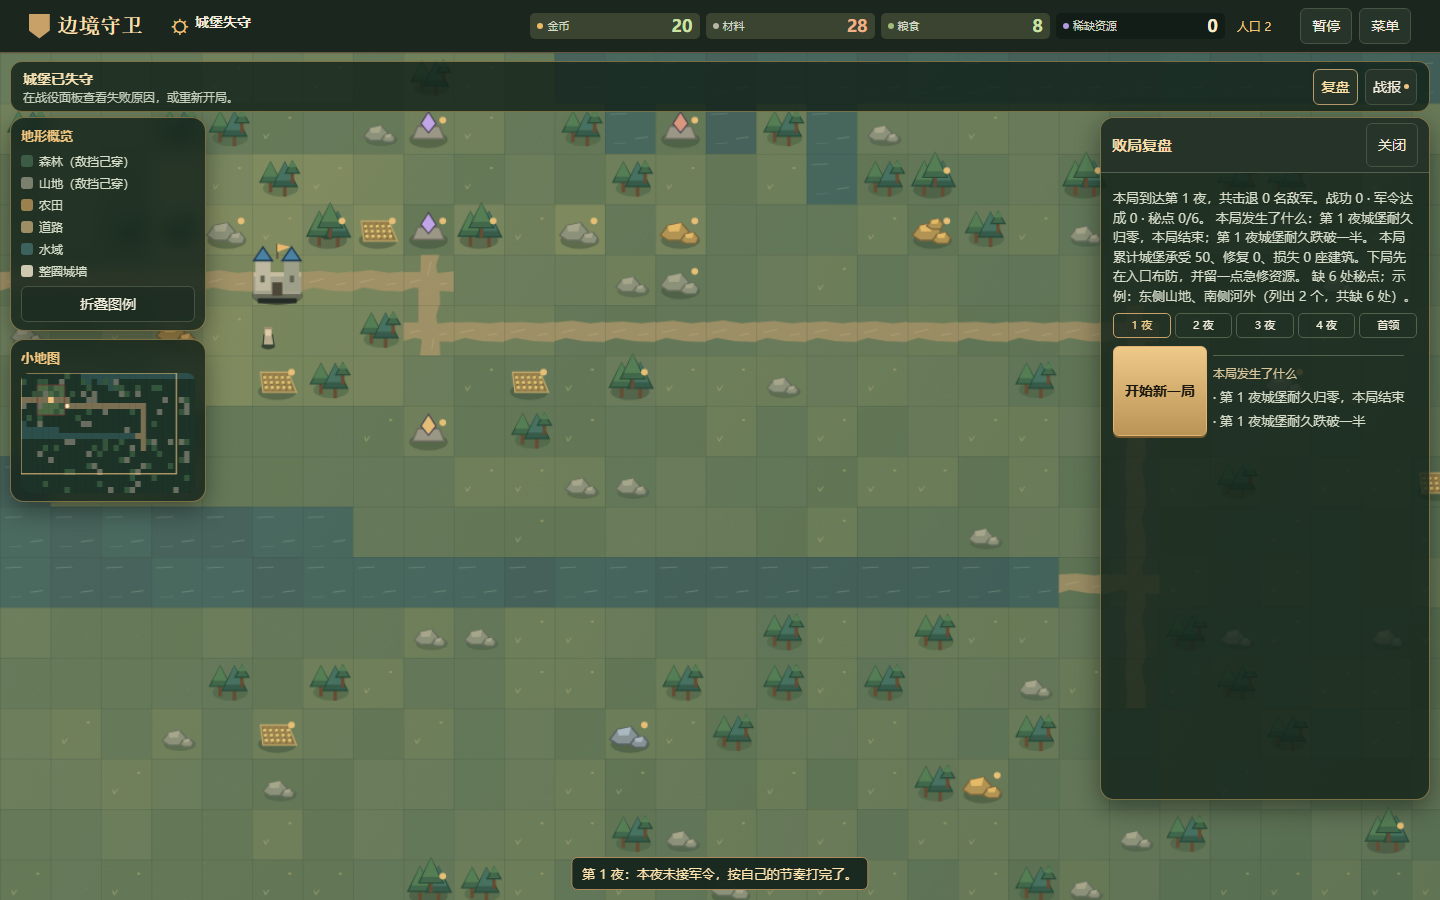 边境守卫
城堡失守
金币 20
材料 28
粮食 8
稀缺资源 0
人口 2
暂停
菜单
城堡已失守
在战役面板查看失败原因，或重新开局。
复盘
战报
地形概览
森林（敌挡己穿）
山地（敌挡己穿）
农田
道路
水域
整圈城墙
折叠图例
小地图
败局复盘
关闭
本局到达第 1 夜，共击退 0 名敌军。战功 0 · 军令达
成 0 · 秘点 0/6。 本局发生了什么：第 1 夜城堡耐久
归零，本局结束；第 1 夜城堡耐久跌破一半。 本局
累计城堡承受 50、修复 0、损失 0 座建筑。下局先
在入口布防，并留一点急修资源。 缺 6 处秘点；示
例：东侧山地、南侧河外（列出 2 个，共缺 6 处）。
1 夜
2 夜
3 夜
4 夜
首领
开始新一局
本局发生了什么
· 第 1 夜城堡耐久归零，本局结束
· 第 1 夜城堡耐久跌破一半
第 1 夜：本夜未接军令，按自己的节奏打完了。